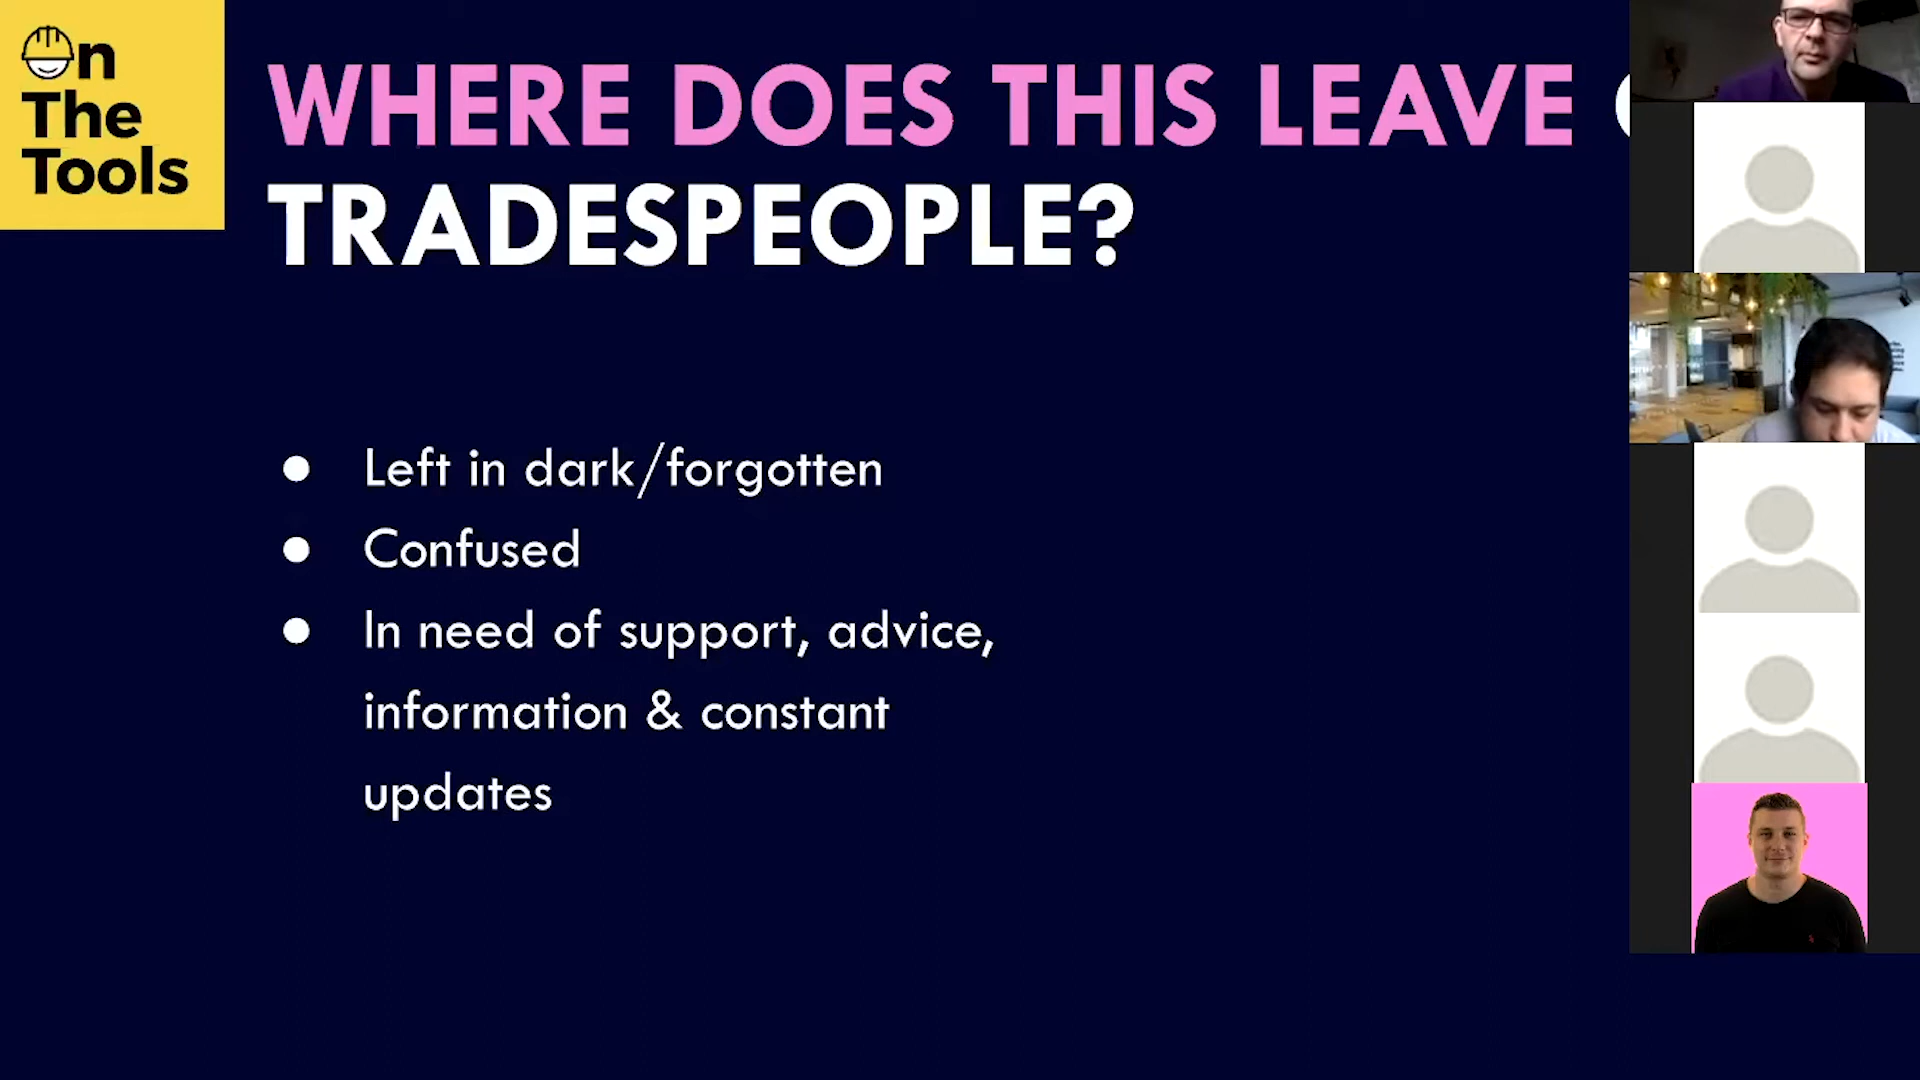 On
The
Tools
WHERE DOES THIS LEAVE
TRADESPEOPLE?
● Left in dark/forgotten
● Confused
● In need of support, advice,
information & constant
updates